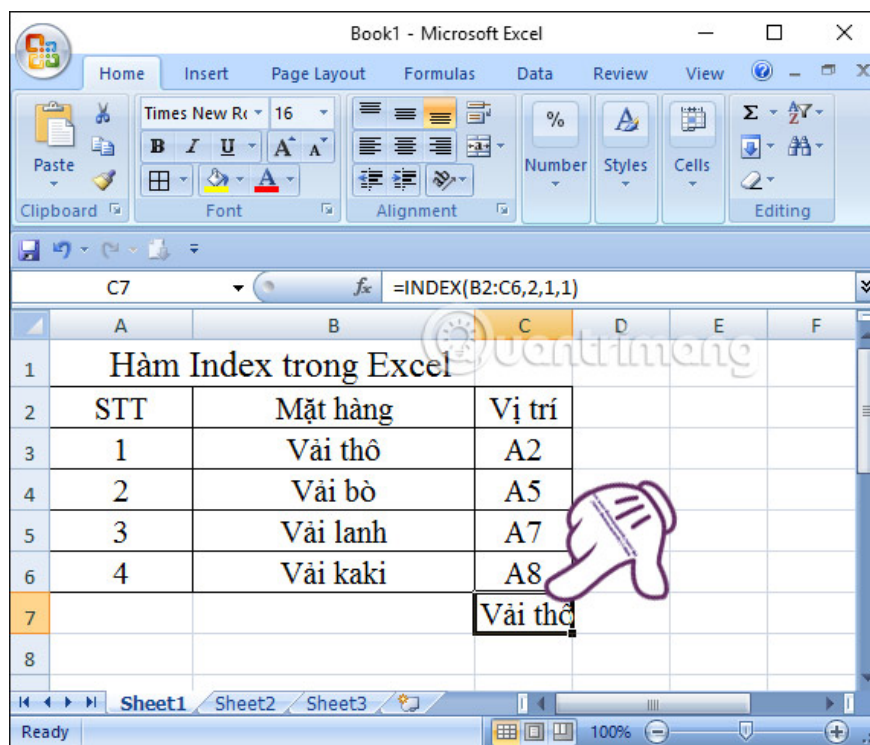 Book1 - Microsoft Excel
Home Insert Page Layout Formulas Data Review View
Times New Ro 16
Paste
B I U A A
%
Number Styles Cells
Σ
Clipboard Font Alignment Editing
C7 fx =INDEX(B2:C6,2,1,1)
A B C D E F
1 Hàm Index trong Excel
uantrimang
2 STT Mặt hàng Vị trí
3 1 Vải thô A2
4 2 Vải bò A5
5 3 Vải lanh A7
6 4 Vải kaki A8
7 Vải thô
8
Sheet1 Sheet2 Sheet3
Ready 100%